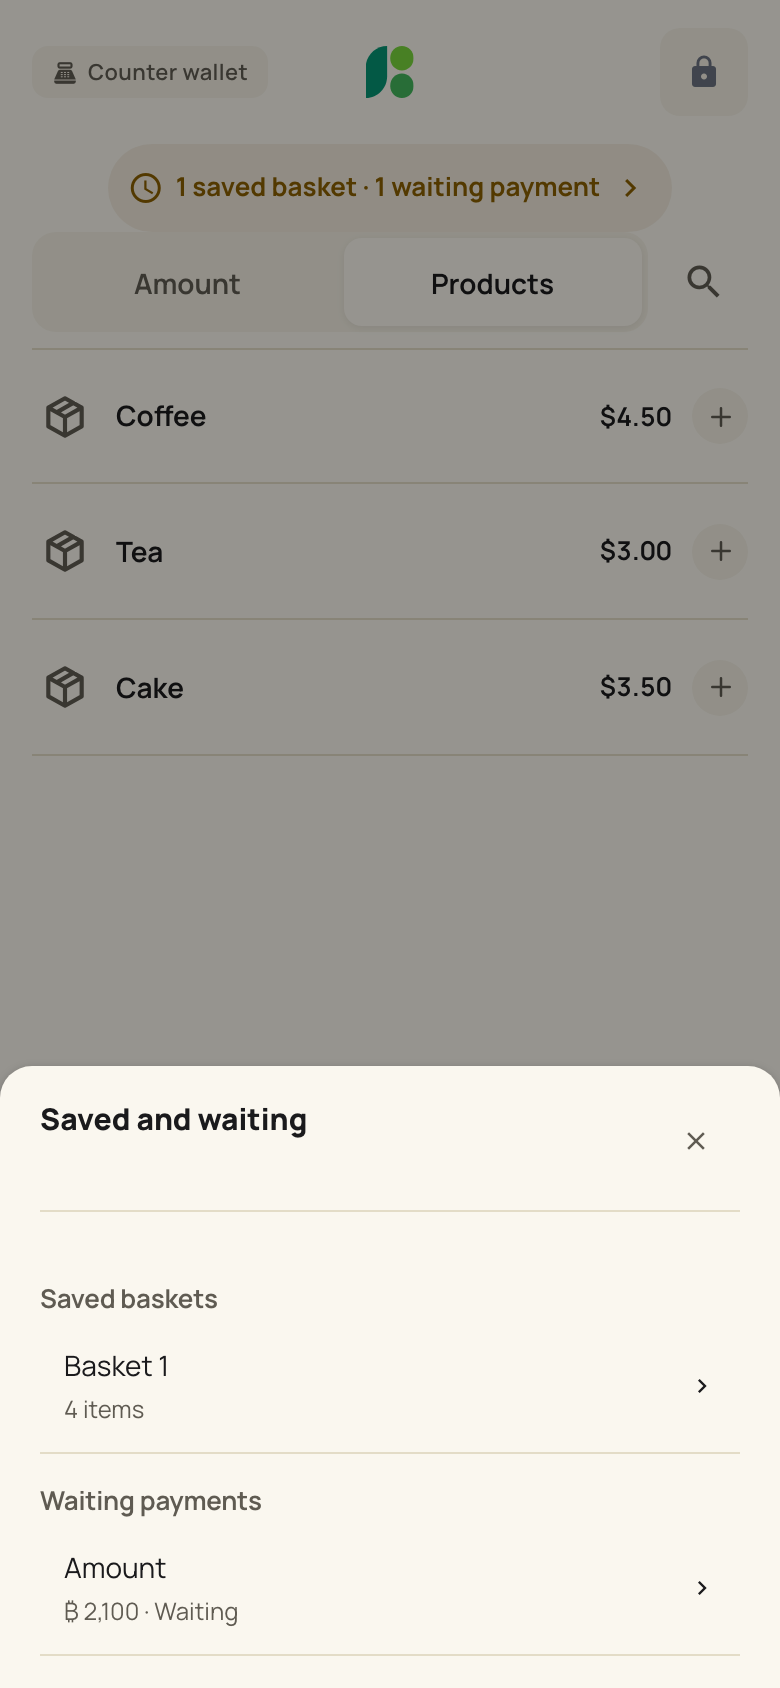 Counter wallet
1 saved basket · 1 waiting payment
Amount
Products
Coffee
$4.50
Tea
$3.00
Cake
$3.50
Saved and waiting
Saved baskets
Basket 1
4 items
Waiting payments
Amount
₿ 2,100 · Waiting